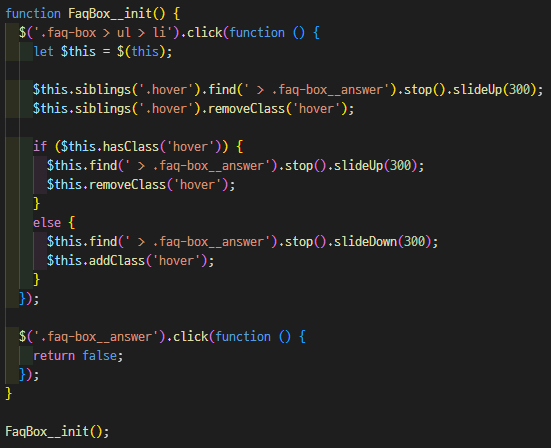 function FaqBox__init() {
  $('.faq-box > ul > li').click(function () {
    let $this = $(this);

    $this.siblings('.hover').find(' > .faq-box__answer').stop().slideUp(300);
    $this.siblings('.hover').removeClass('hover');

    if ($this.hasClass('hover')) {
      $this.find(' > .faq-box__answer').stop().slideUp(300);
      $this.removeClass('hover');
    }
    else {
      $this.find(' > .faq-box__answer').stop().slideDown(300);
      $this.addClass('hover');
    }
  });

  $('.faq-box__answer').click(function () {
    return false;
  });
}

FaqBox__init();